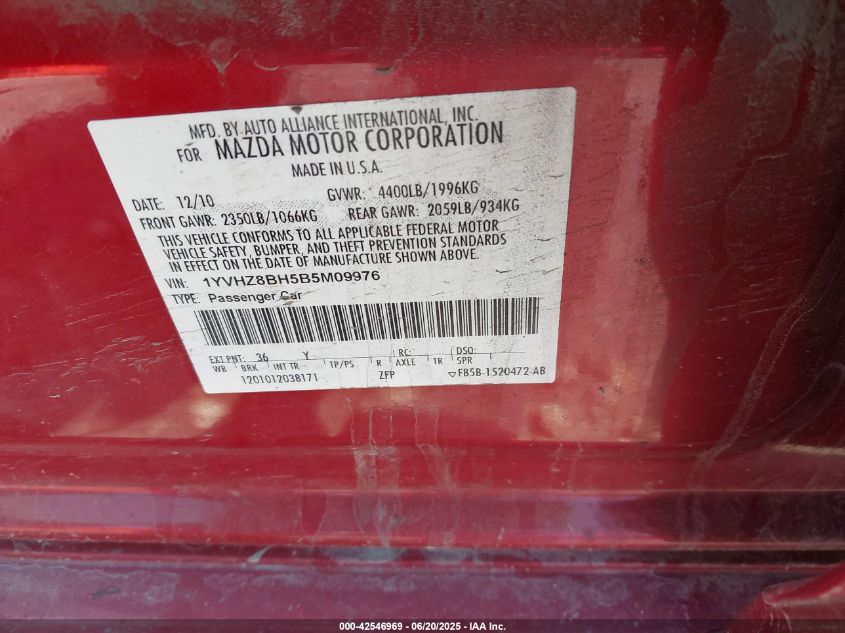 MFD. BY AUTO ALLIANCE INTERNATIONAL, INC.
FOR MAZDA MOTOR CORPORATION
MADE IN U.S.A.
DATE: 12/10 GVWR: 4400LB/1996KG
FRONT GAWR: 2350LB/1066KG REAR GAWR: 2059LB/934KG
THIS VEHICLE CONFORMS TO ALL APPLICABLE FEDERAL MOTOR
VEHICLE SAFETY, BUMPER, AND THEFT PREVENTION STANDARDS
IN EFFECT ON THE DATE OF MANUFACTURE SHOWN ABOVE.
VIN: 1YVHZ8BH5B5M09976
TYPE: Passenger Car
EXT PNT: 36 Y RC: DSO:
WB BRK INT TR TP/PS R AXLE TR SPR
1201012038171 ZFP ▽F85B-1520472-AB
000-42546969 - 06/20/2025 - IAA Inc.